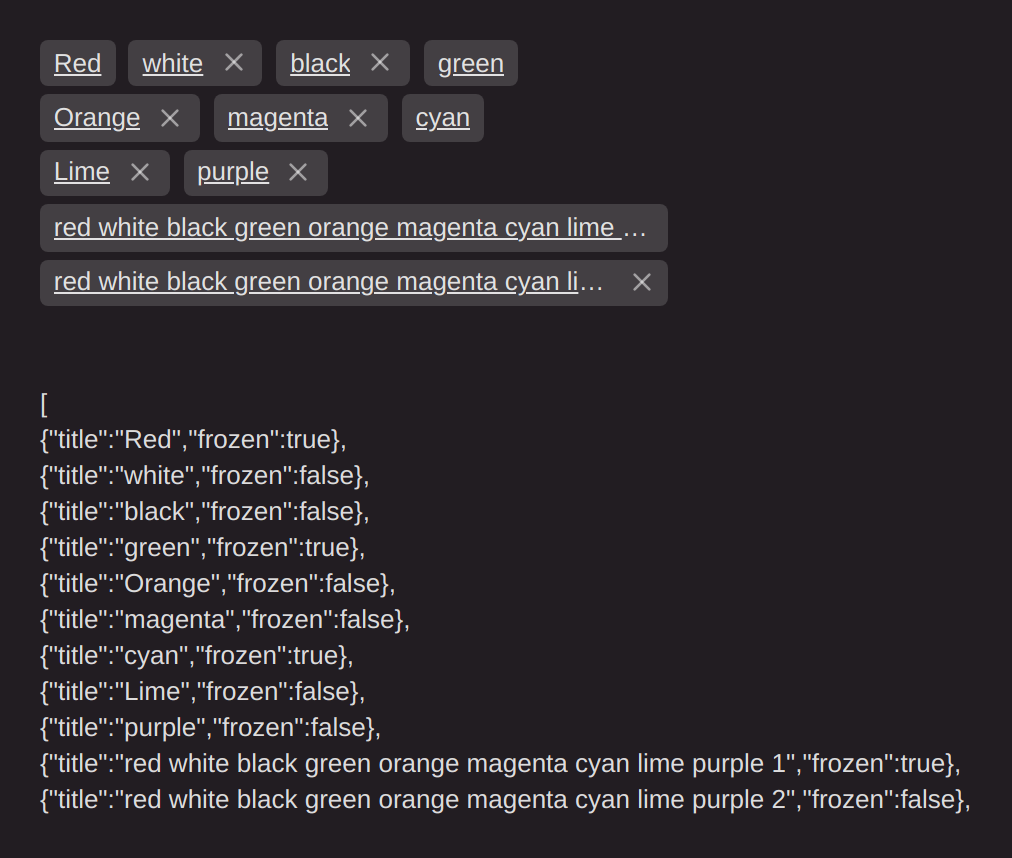 Red white black green
Orange magenta cyan
Lime purple
red white black green orange magenta cyan lime …
red white black green orange magenta cyan li…
[
{"title":"Red","frozen":true},
{"title":"white","frozen":false},
{"title":"black","frozen":false},
{"title":"green","frozen":true},
{"title":"Orange","frozen":false},
{"title":"magenta","frozen":false},
{"title":"cyan","frozen":true},
{"title":"Lime","frozen":false},
{"title":"purple","frozen":false},
{"title":"red white black green orange magenta cyan lime purple 1","frozen":true},
{"title":"red white black green orange magenta cyan lime purple 2","frozen":false},